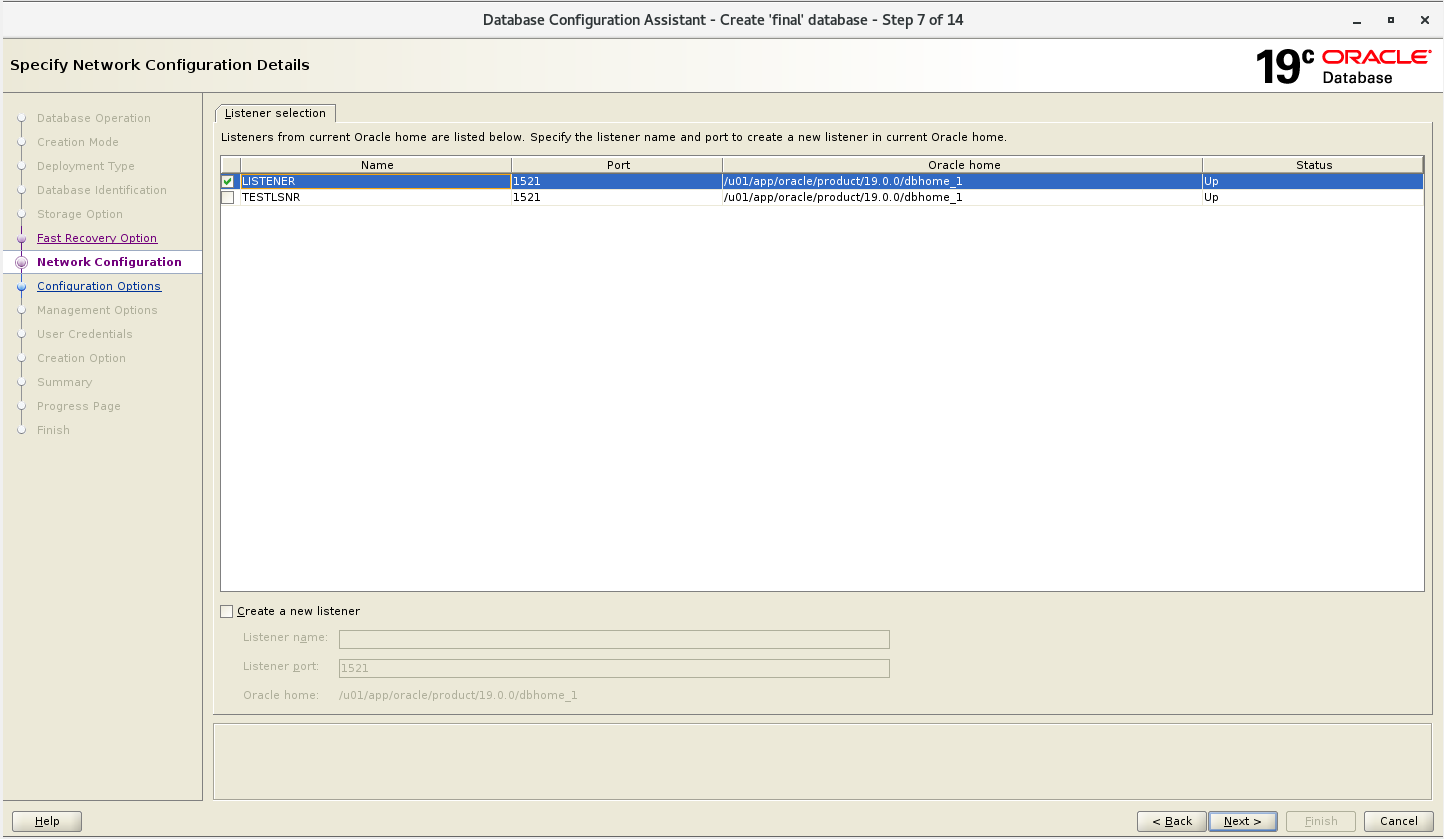 Database Configuration Assistant - Create 'final' database - Step 7 of 14
Specify Network Configuration Details
19c ORACLE Database
Database Operation
Creation Mode
Deployment Type
Database Identification
Storage Option
Fast Recovery Option
Network Configuration
Configuration Options
Management Options
User Credentials
Creation Option
Summary
Progress Page
Finish
Listener selection
Listeners from current Oracle home are listed below. Specify the listener name and port to create a new listener in current Oracle home.
Name Port Oracle home Status
LISTENER 1521 /u01/app/oracle/product/19.0.0/dbhome_1 Up
TESTLSNR 1521 /u01/app/oracle/product/19.0.0/dbhome_1 Up
Create a new listener
Listener name:
Listener port: 1521
Oracle home: /u01/app/oracle/product/19.0.0/dbhome_1
Help < Back Next > Finish Cancel